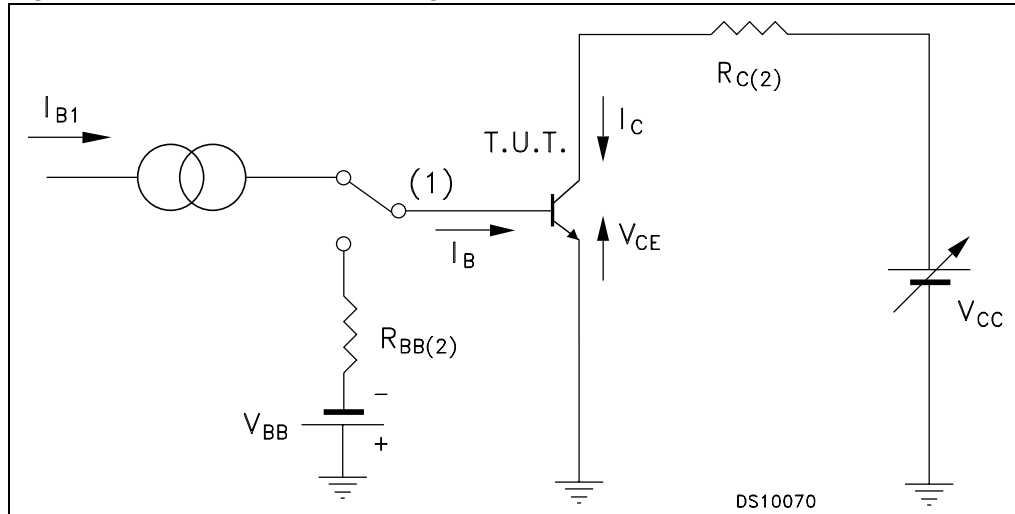 R_C(2)
I_B1
I_C
T.U.T.
(1)
V_CE
I_B
V_CC
R_BB(2)
-
V_BB
+
DS10070